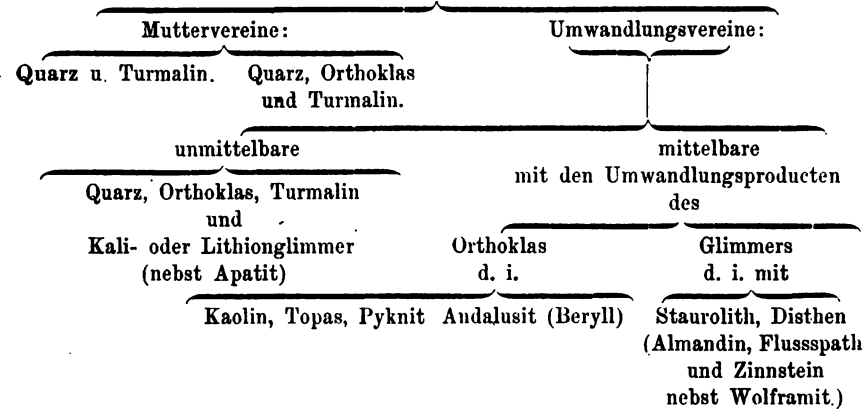 Muttervereine:
Umwandlungsvereine:
Quarz u. Turmalin.
Quarz, Orthoklas
und Turmalin.
unmittelbare
Quarz, Orthoklas, Turmalin
und
Kali- oder Lithionglimmer
(nebst Apatit)
mittelbare
mit den Umwandlungsproducten
des
Orthoklas
d. i.
Kaolin, Topas, Pyknit Andalusit (Beryll)
Glimmers
d. i. mit
Staurolith, Disthen
(Almandin, Flussspath
und Zinnstein
nebst Wolframit.)